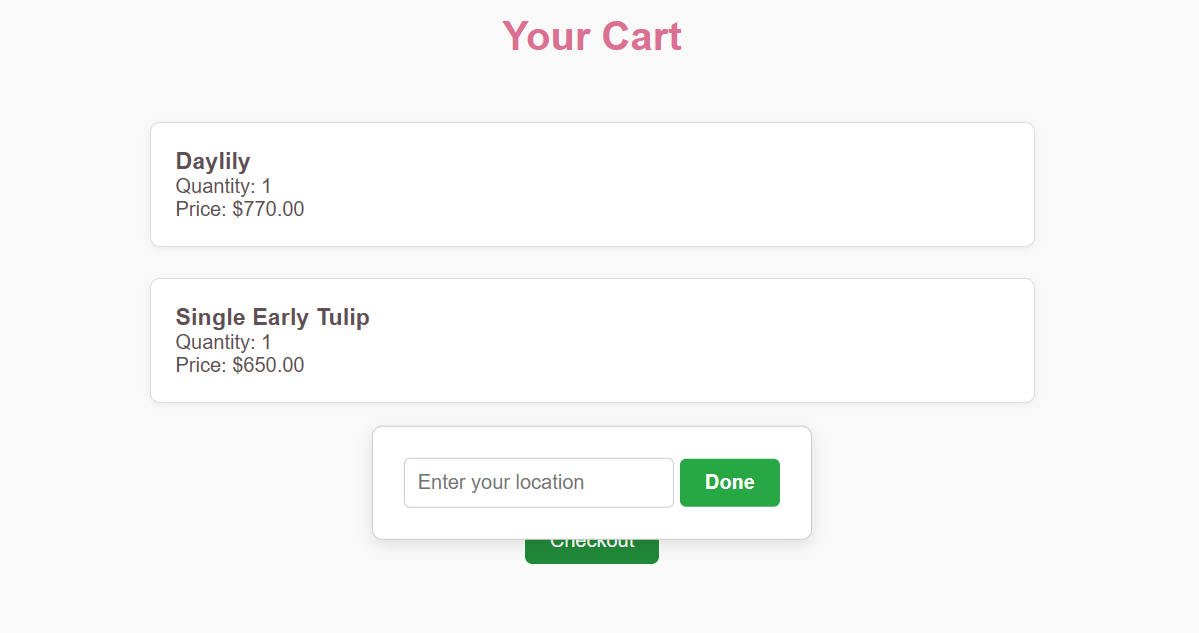 Your Cart
Daylily
Quantity: 1
Price: $770.00
Single Early Tulip
Quantity: 1
Price: $650.00
Enter your location
Done
Checkout